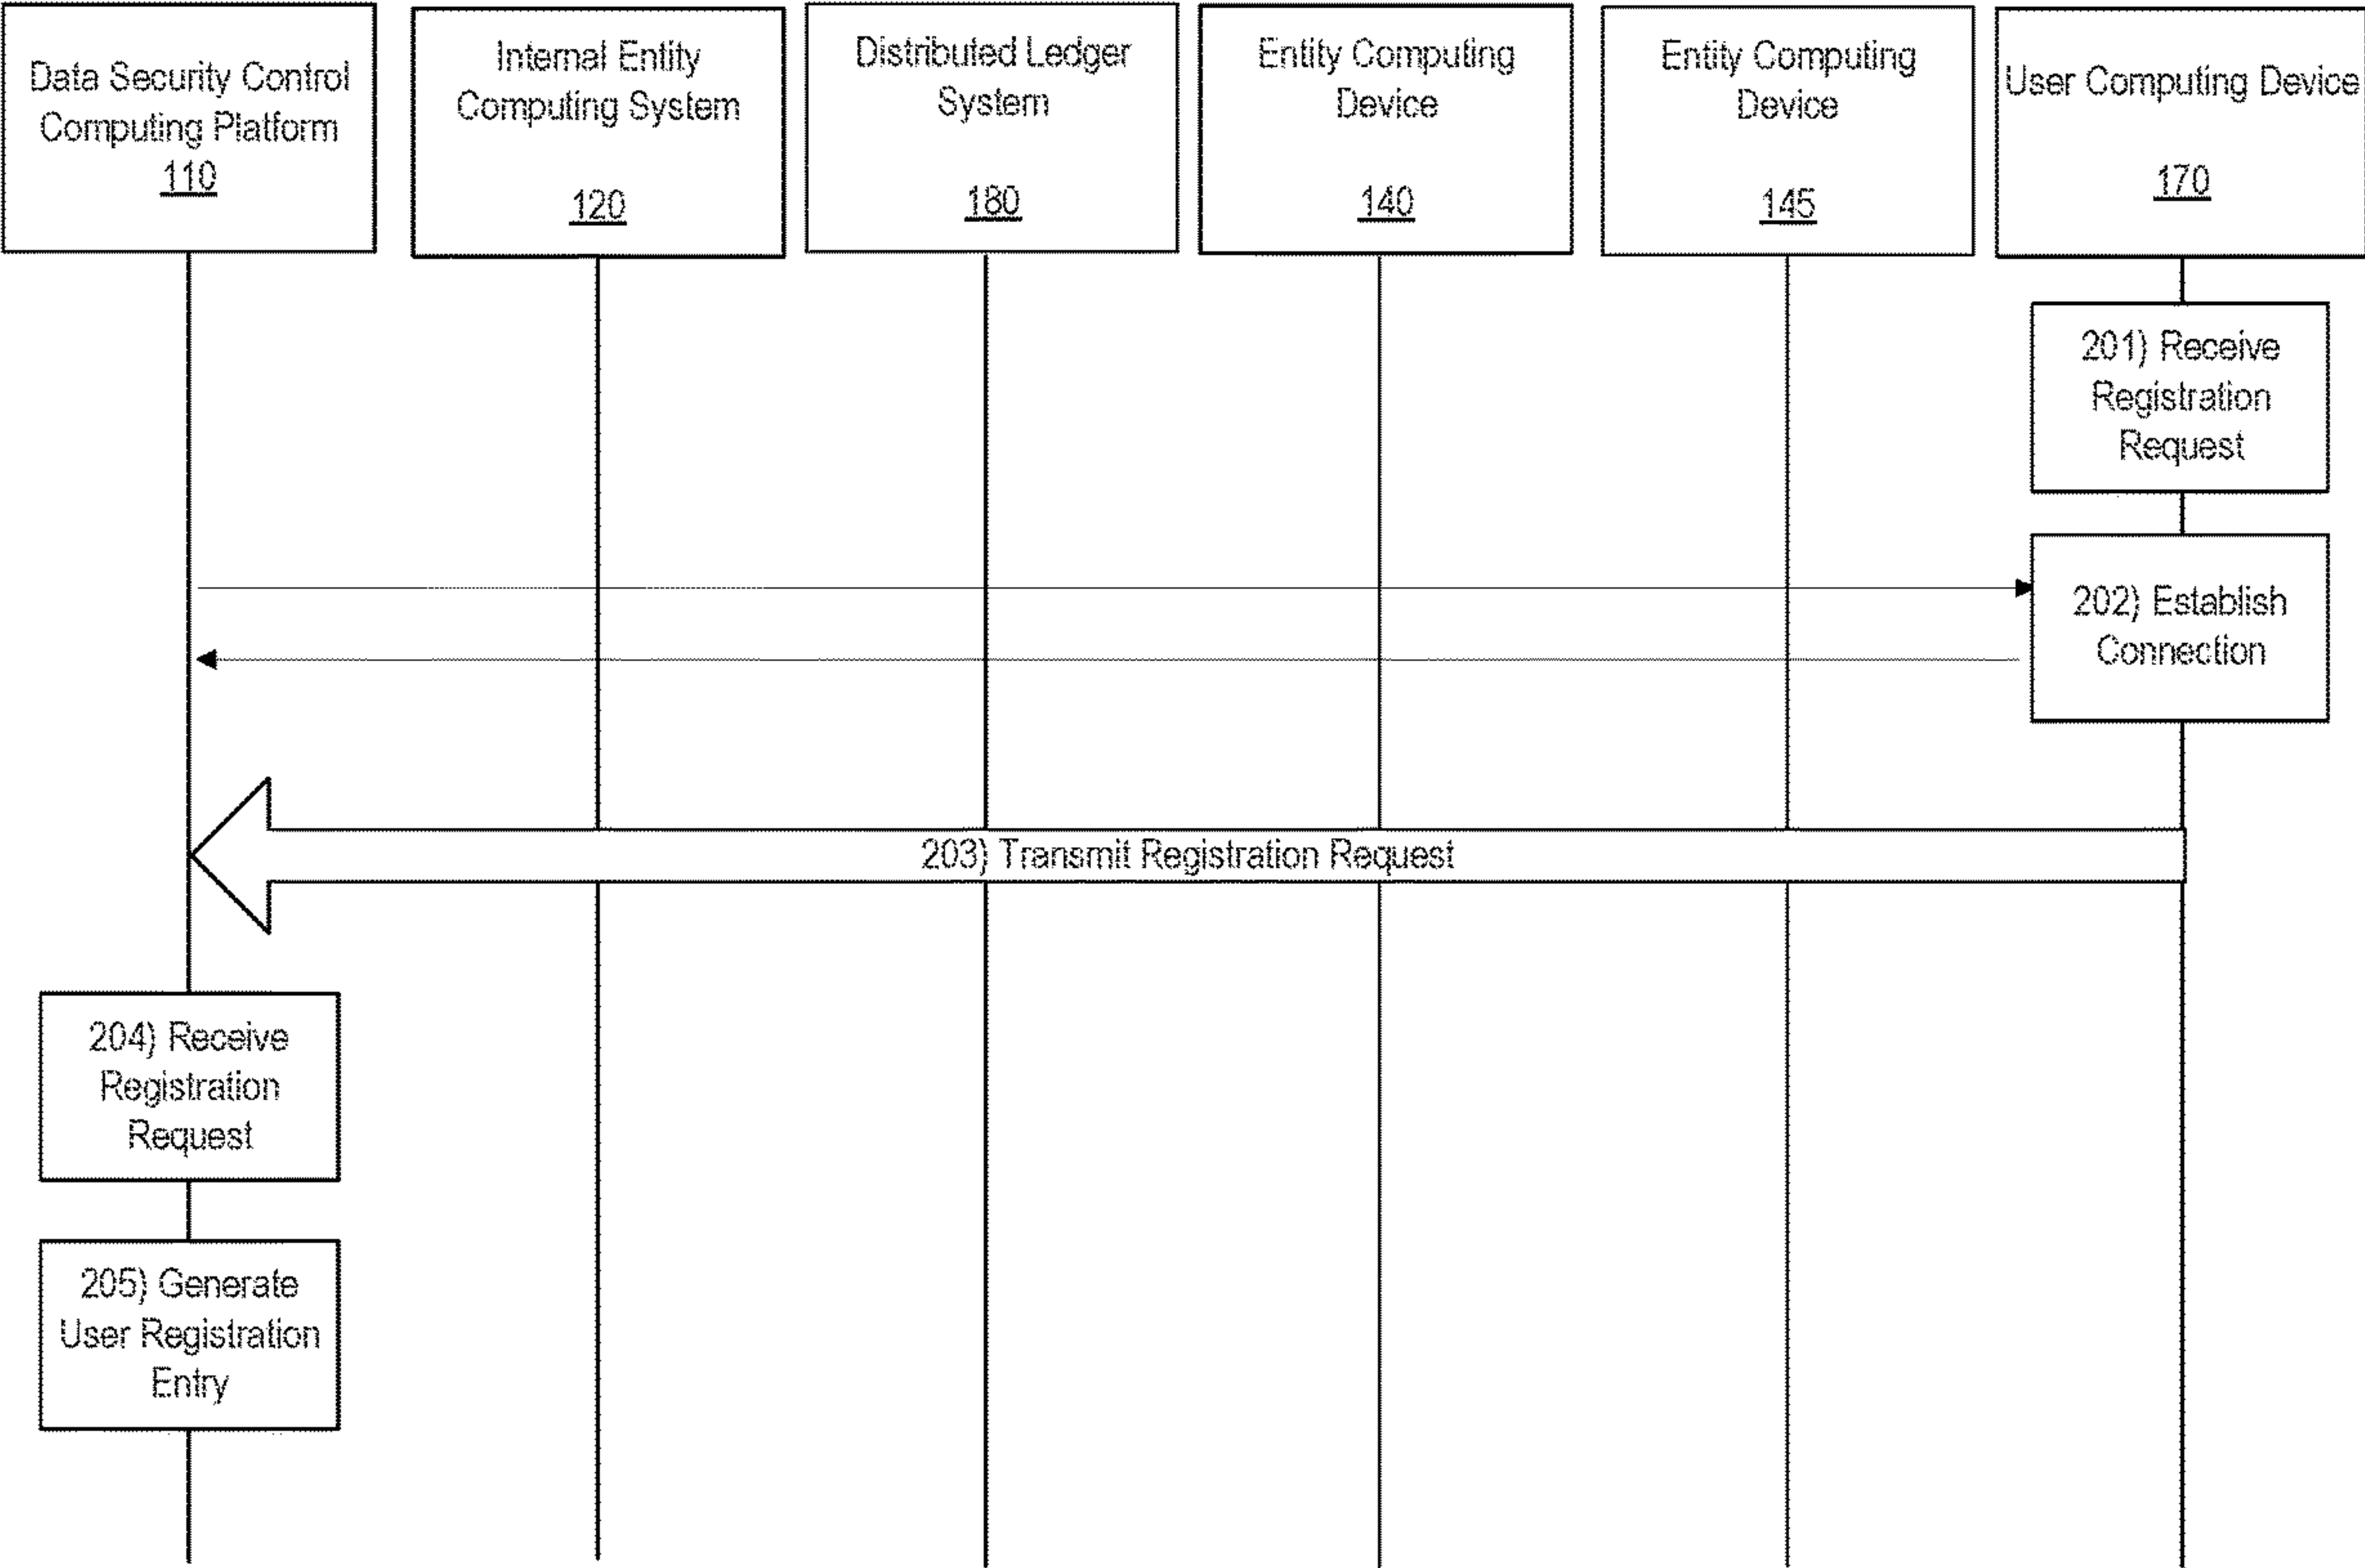 Data Security Control
Computing Platform
110
Internal Entity
Computing System
120
Distributed Ledger
System
180
Entity Computing
Device
140
Entity Computing
Device
145
User Computing Device
170
201) Receive
Registration
Request
202) Establish
Connection
203) Transmit Registration Request
204) Receive
Registration
Request
205) Generate
User Registration
Entry